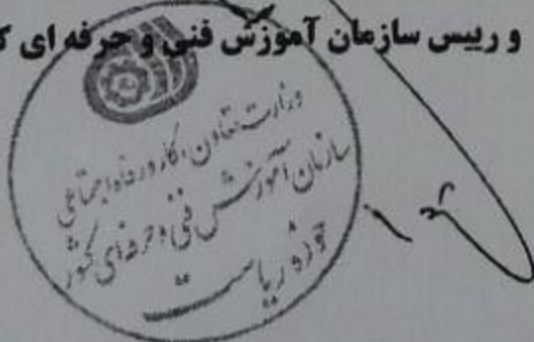 و رییس سازمان آموزش فنی و حرفه ای ک
وزارت تعاون، کار و رفاه اجتماعی
سازمان آموزش فنی و حرفه‌ای کشور
حوزه ریاست